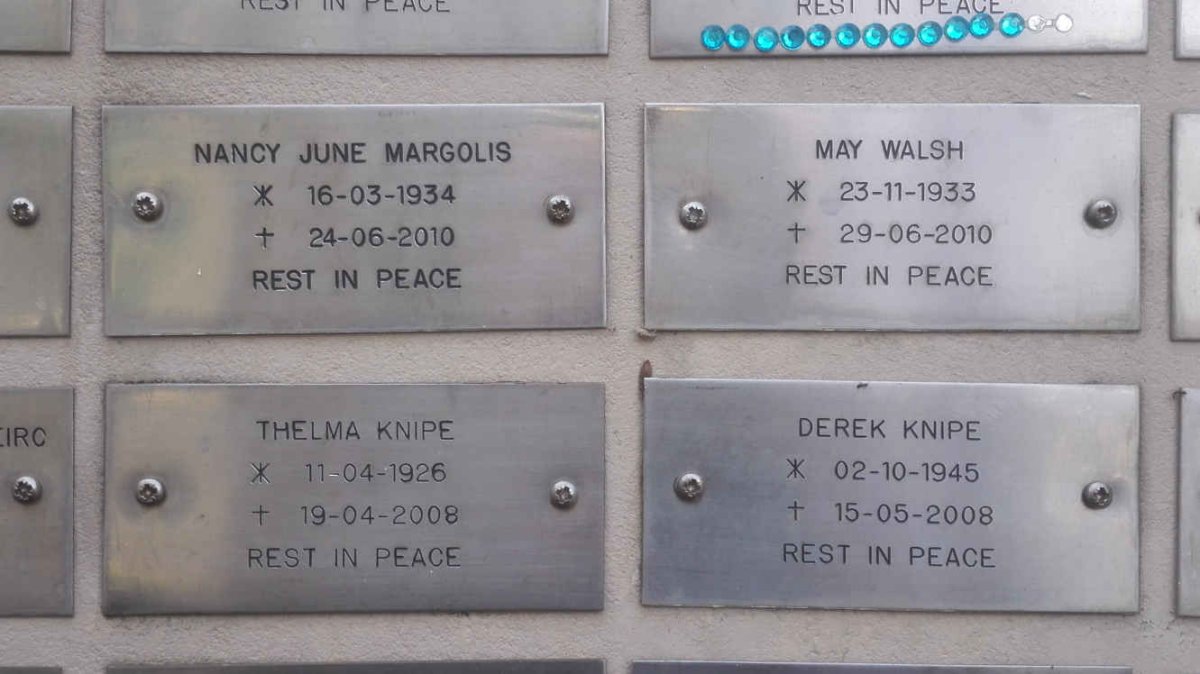 REST IN PEACE
REST IN PEACE
NANCY JUNE MARGOLIS
16-03-1934
† 24-06-2010
REST IN PEACE
MAY WALSH
23-11-1933
† 29-06-2010
REST IN PEACE
EIRO
THELMA KNIPE
11-04-1926
† 19-04-2008
REST IN PEACE
DEREK KNIPE
02-10-1945
† 15-05-2008
REST IN PEACE